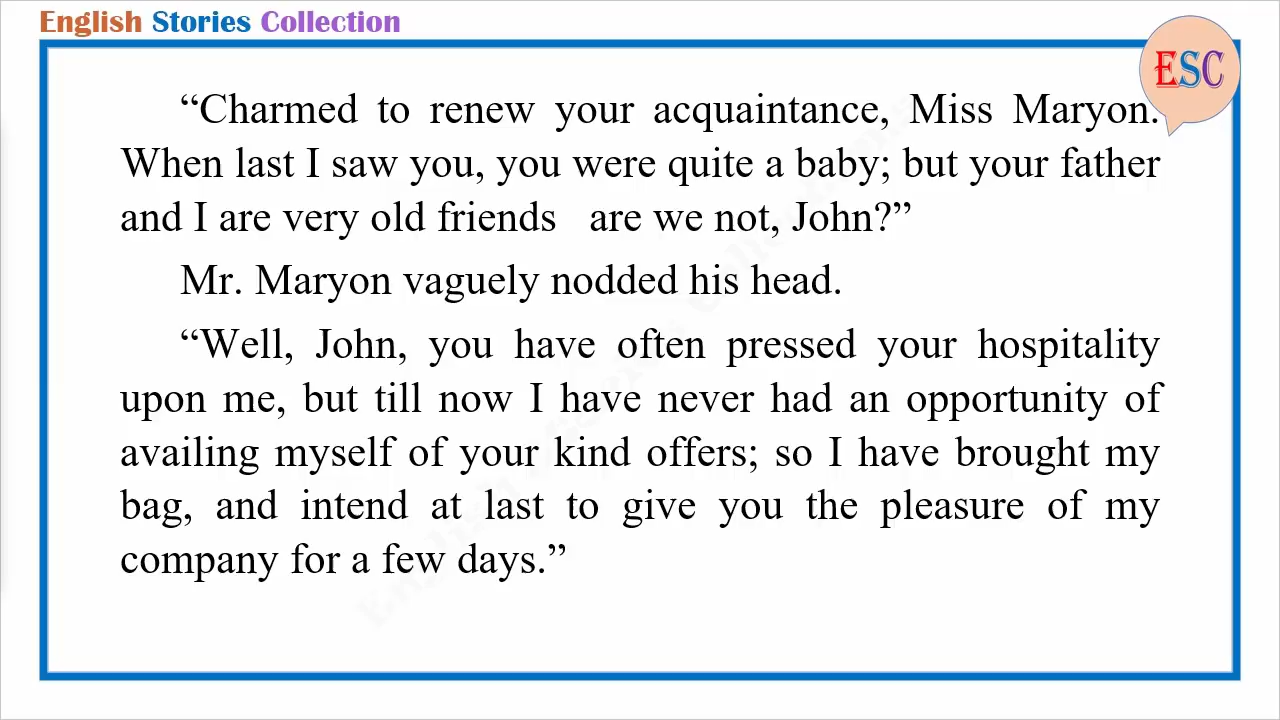 English Stories Collection
ESC
“Charmed to renew your acquaintance, Miss Maryon.
When last I saw you, you were quite a baby; but your father
and I are very old friends   are we not, John?”
Mr. Maryon vaguely nodded his head.
“Well, John, you have often pressed your hospitality
upon me, but till now I have never had an opportunity of
availing myself of your kind offers; so I have brought my
bag, and intend at last to give you the pleasure of my
company for a few days.”